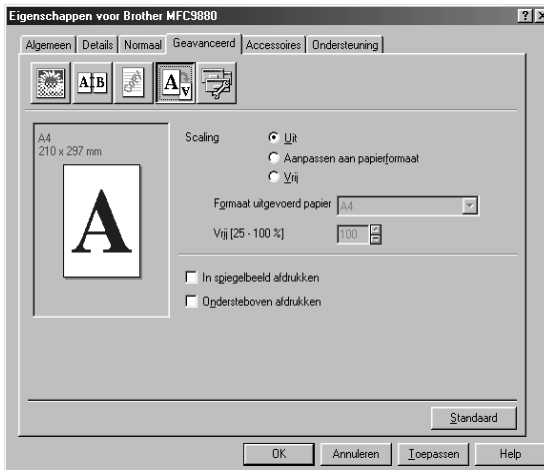 Eigenschappen voor Brother MFC9880
Algemeen Details Normaal Geavanceerd Accessoires Ondersteuning
A B Copy A A
A4
210 x 297 mm
A
Scaling
Uit
Aanpassen aan papierformaat
Vrij
Formaat uitgevoerd papier A4
Vrij [25 - 100 %] 100
In spiegelbeeld afdrukken
Ondersteboven afdrukken
Standaard
OK Annuleren Toepassen Help